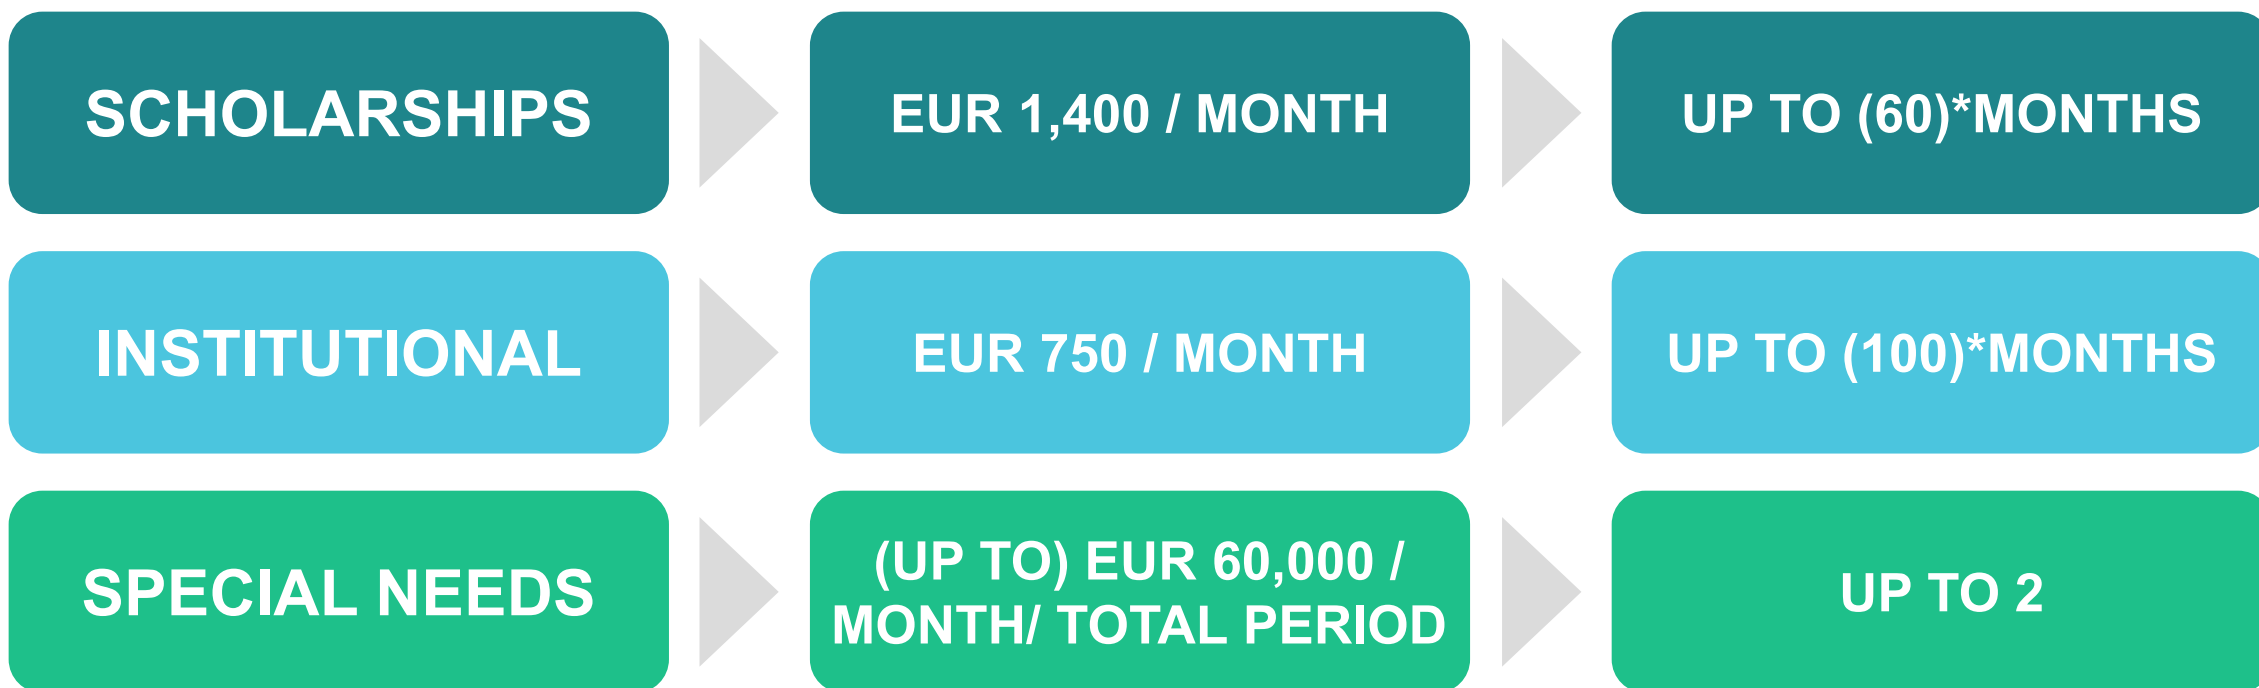 SCHOLARSHIPS
EUR 1,400 / MONTH
UP TO (60)*MONTHS
INSTITUTIONAL
EUR 750 / MONTH
UP TO (100)*MONTHS
SPECIAL NEEDS
(UP TO) EUR 60,000 /
MONTH/ TOTAL PERIOD
UP TO 2